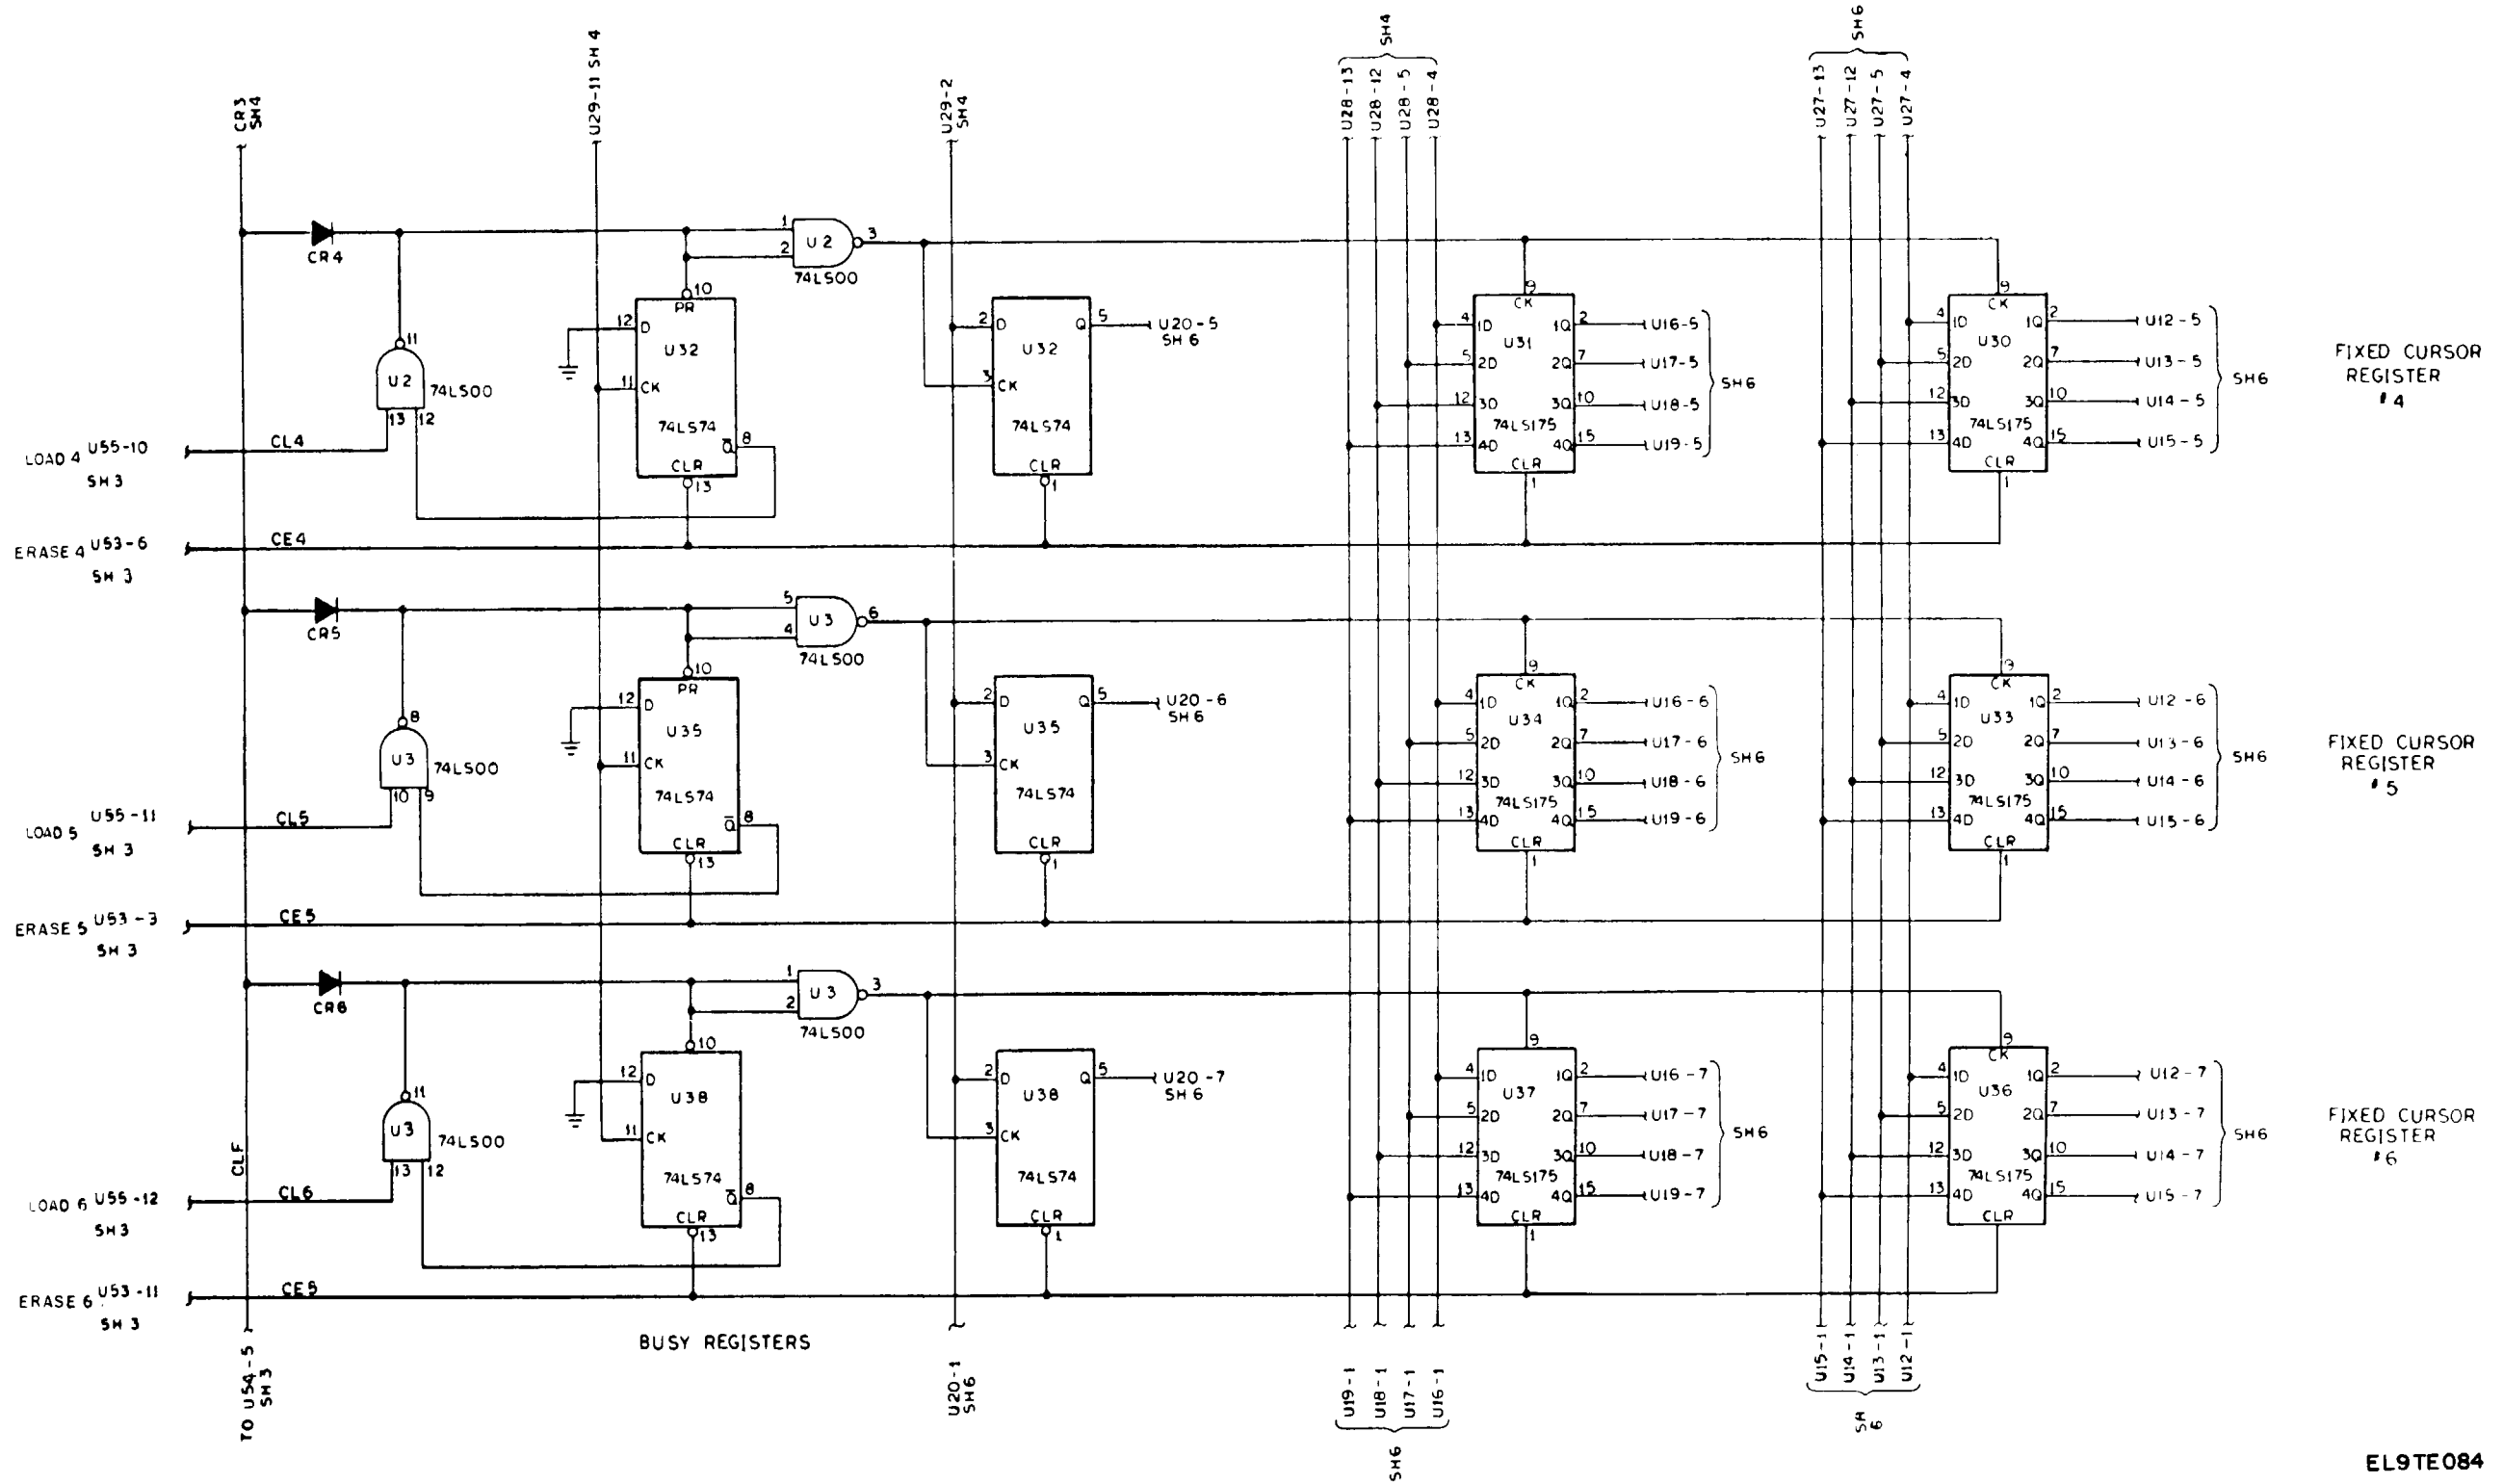 CR3
SH4
U29-11 SH 4
U29-2
SH4
SH4
U28-13
U28-12
U28-5
U28-4
SH6
U27-13
U27-12
U27-5
U27-4
CR4
1
2
U2
3
74LS00
11
U2
74LS00
13 12
LOAD 4 U55-10
SH 3
CL4
ERASE 4 U53-6
SH 3
CE4
10
PR
12 D
U32
11 CK
74LS74
Q̅ 8
CLR
13
2 D
Q 5
U32
3 CK
74LS74
1
U20-5
SH 6
9
CK
4 1D
1Q 2
U16-5
U31
5 2D
2Q 7
U17-5
12 3D
3Q 10
U18-5
74LS175
13 4D
4Q 15
U19-5
CLR
1
SH6
9
CK
4 1D
1Q 2
U12-5
U30
5 2D
2Q 7
U13-5
12 3D
3Q 10
U14-5
74LS175
13 4D
4Q 15
U15-5
CLR
1
SH6
FIXED CURSOR
REGISTER
#4
CR5
5
4
U3
6
74LS00
8
U3
74LS00
10 9
LOAD 5 U55-11
SH 3
CL5
ERASE 5 U53-3
SH 3
CE5
10
PR
12 D
U35
11 CK
74LS74
Q̅ 8
CLR
13
2 D
Q 5
U35
3 CK
74LS74
CLR
1
U20-6
SH6
9
CK
4 1D
1Q 2
U16-6
U34
5 2D
2Q 7
U17-6
12 3D
3Q 10
U18-6
74LS175
13 4D
4Q 15
U19-6
CLR
1
SH6
9
CK
4 1D
1Q 2
U12-6
U33
5 2D
2Q 7
U13-6
12 3D
3Q 10
U14-6
74LS175
13 4D
4Q 15
U15-6
CLR
1
SH6
FIXED CURSOR
REGISTER
#5
CR6
1
2
U3
3
74LS00
11
U3
74LS00
13 12
CLF
LOAD 6 U55-12
SH3
CL6
ERASE 6 U53-11
SH 3
CE5
10
12 D
U38
11 CK
74LS74
Q̅ 8
CLR
13
2 D
Q 5
U38
3 CK
74LS74
CLR
1
U20-7
SH 6
9
4 1D
1Q 2
U16-7
U37
5 2D
2Q 7
U17-7
12 3D
3Q 10
U18-7
74LS175
13 4D
4Q 15
U19-7
CLR
1
SH6
9
CK
4 1D
1Q 2
U12-7
U36
5 2D
2Q 7
U13-7
12 3D
3Q 10
U14-7
74LS175
13 4D
4Q 15
U15-7
CLR
SH6
FIXED CURSOR
REGISTER
#6
BUSY REGISTERS
TO U54-5
SH3
U20-1
SH6
U19-1
U18-1
U17-1
U16-1
SH6
U15-1
U14-1
U13-1
U12-1
6
EL9TE084